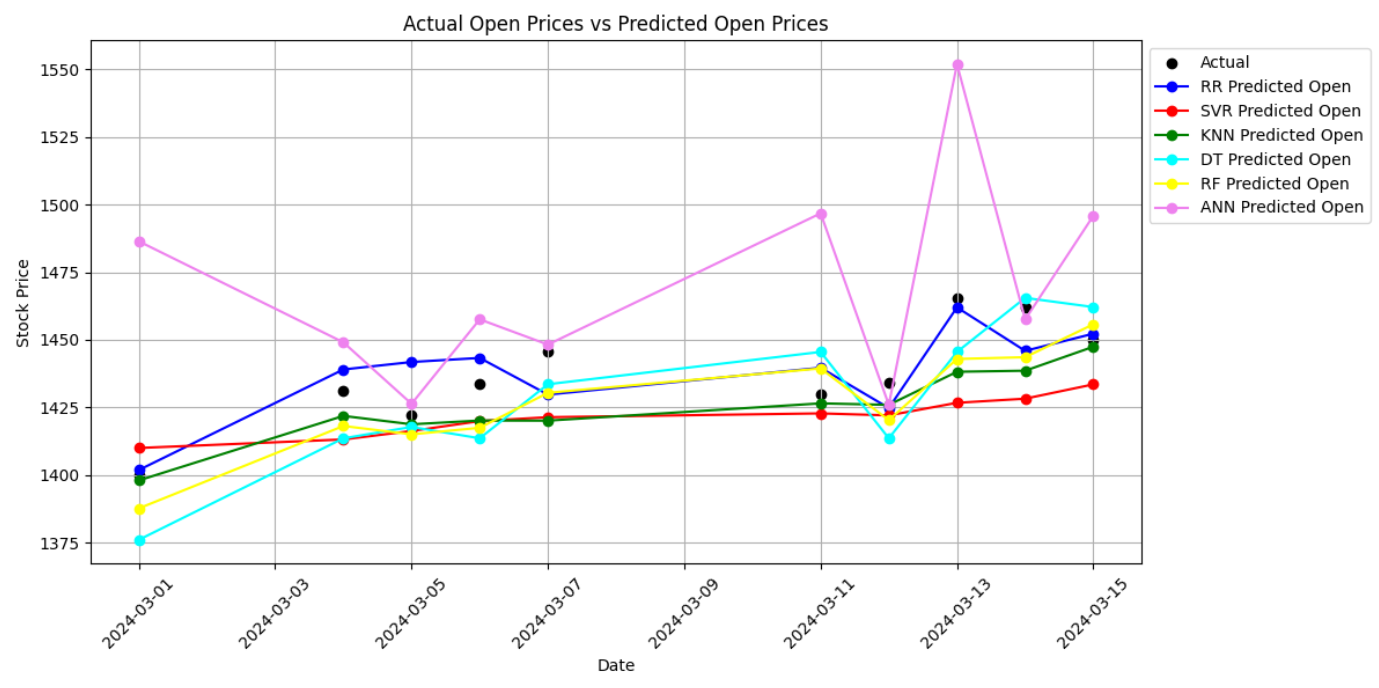 Actual Open Prices vs Predicted Open Prices
Stock Price
1550
1525
1500
1475
1450
1425
1400
1375
2024-03-01
2024-03-03
2024-03-05
2024-03-07
2024-03-09
2024-03-11
2024-03-13
2024-03-15
Date
Actual
RR Predicted Open
SVR Predicted Open
KNN Predicted Open
DT Predicted Open
RF Predicted Open
ANN Predicted Open